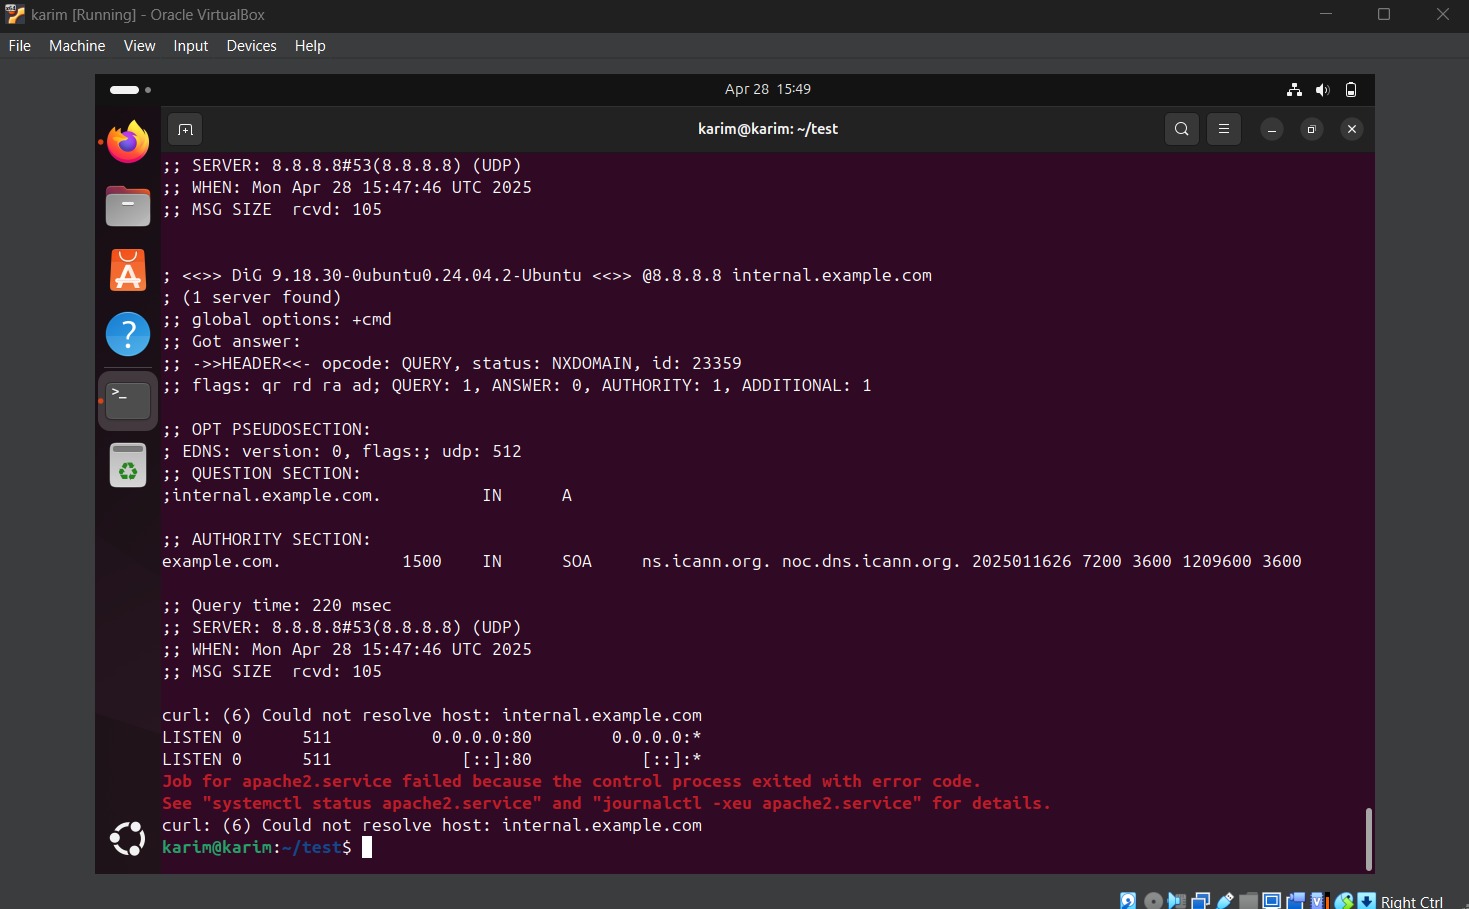 karim [Running] - Oracle VirtualBox
File Machine View Input Devices Help
Apr 28 15:49
karim@karim: ~/test
;; SERVER: 8.8.8.8#53(8.8.8.8) (UDP)
;; WHEN: Mon Apr 28 15:47:46 UTC 2025
;; MSG SIZE  rcvd: 105
; <<>> DiG 9.18.30-0ubuntu0.24.04.2-Ubuntu <<>> @8.8.8.8 internal.example.com
; (1 server found)
;; global options: +cmd
;; Got answer:
;; ->>HEADER<<- opcode: QUERY, status: NXDOMAIN, id: 23359
;; flags: qr rd ra ad; QUERY: 1, ANSWER: 0, AUTHORITY: 1, ADDITIONAL: 1
;; OPT PSEUDOSECTION:
; EDNS: version: 0, flags:; udp: 512
;; QUESTION SECTION:
;internal.example.com.          IN      A
;; AUTHORITY SECTION:
example.com.            1500    IN      SOA     ns.icann.org. noc.dns.icann.org. 2025011626 7200 3600 1209600 3600
;; Query time: 220 msec
;; SERVER: 8.8.8.8#53(8.8.8.8) (UDP)
;; WHEN: Mon Apr 28 15:47:46 UTC 2025
;; MSG SIZE  rcvd: 105
curl: (6) Could not resolve host: internal.example.com
LISTEN 0      511          0.0.0.0:80        0.0.0.0:*
LISTEN 0      511             [::]:80           [::]:*
Job for apache2.service failed because the control process exited with error code.
See "systemctl status apache2.service" and "journalctl -xeu apache2.service" for details.
curl: (6) Could not resolve host: internal.example.com
karim@karim:~/test$
Right Ctrl